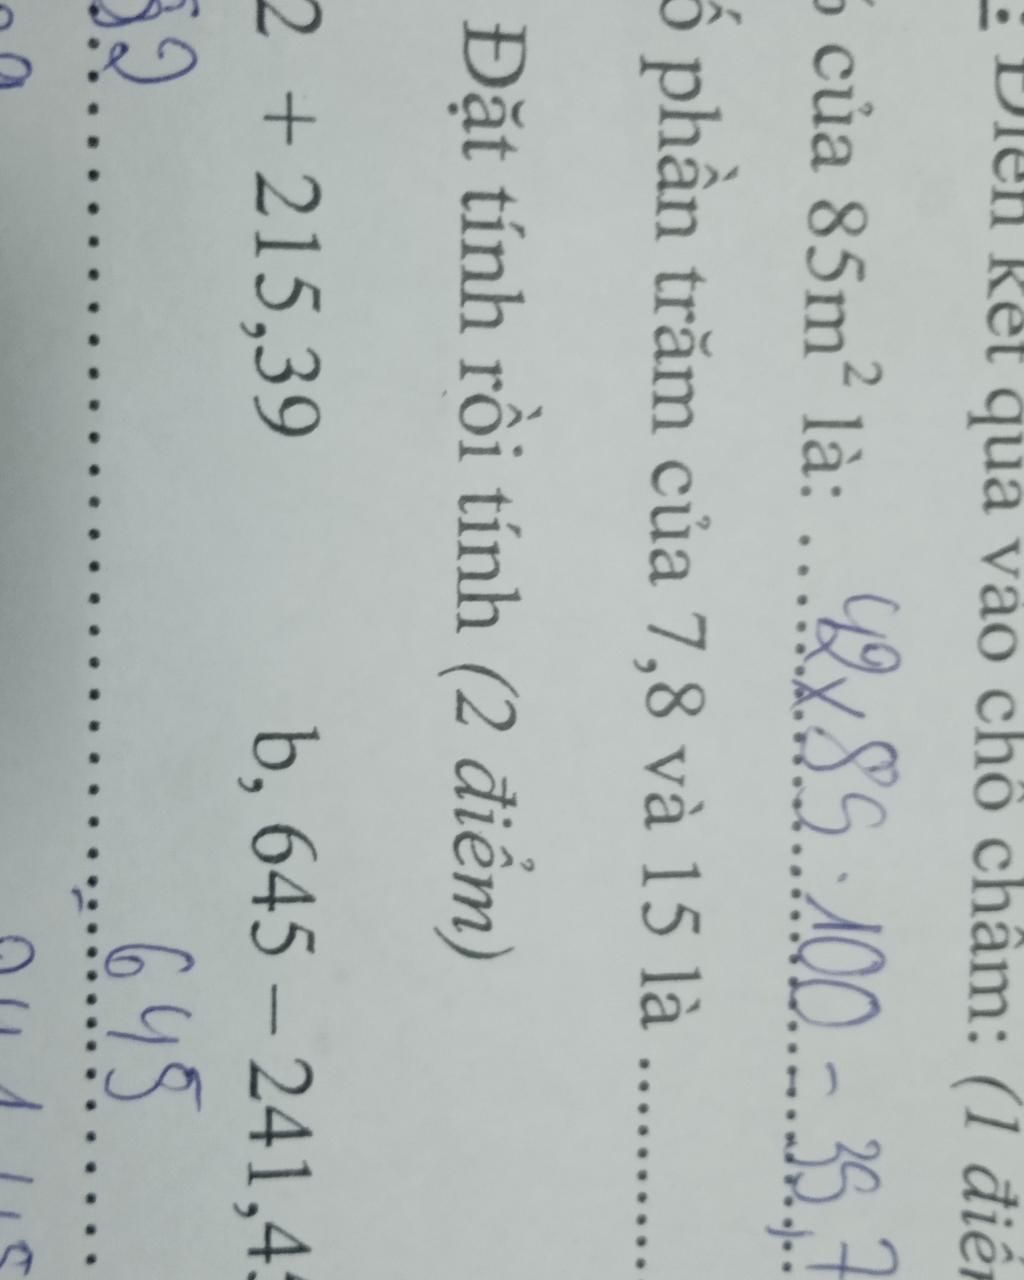 : Điền kết quả vào chỗ chấm: (1 điểm
của 85m² là: ..... 42 x 85 : 100 = 35,7
ố phần trăm của 7,8 và 15 là ..........
Đặt tính rồi tính (2 điểm)
2 + 215,39 b, 645 – 241,4
645